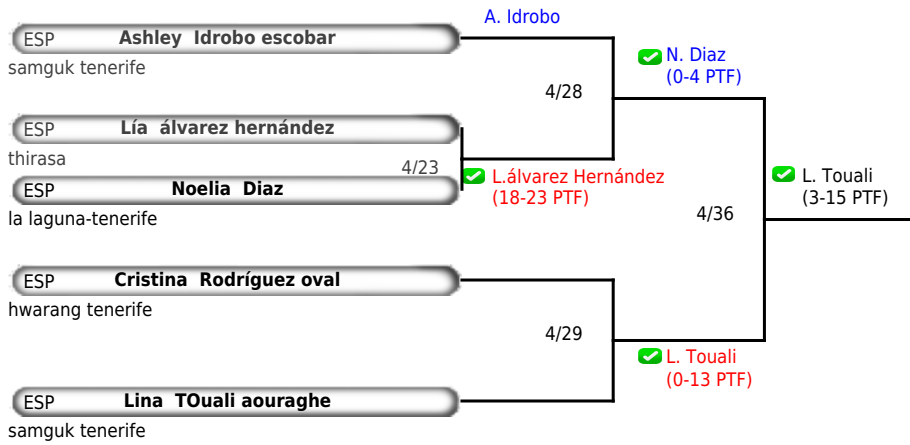 A. Idrobo
ESP Ashley Idrobo escobar
samguk tenerife
N. Diaz
(0-4 PTF)
4/28
ESP Lía álvarez hernández
thirasa
4/23
L.álvarez Hernández
(18-23 PTF)
ESP Noelia Diaz
la laguna-tenerife
L. Touali
(3-15 PTF)
4/36
ESP Cristina Rodríguez oval
hwarang tenerife
4/29
L. Touali
(0-13 PTF)
ESP Lina TOuali aouraghe
samguk tenerife